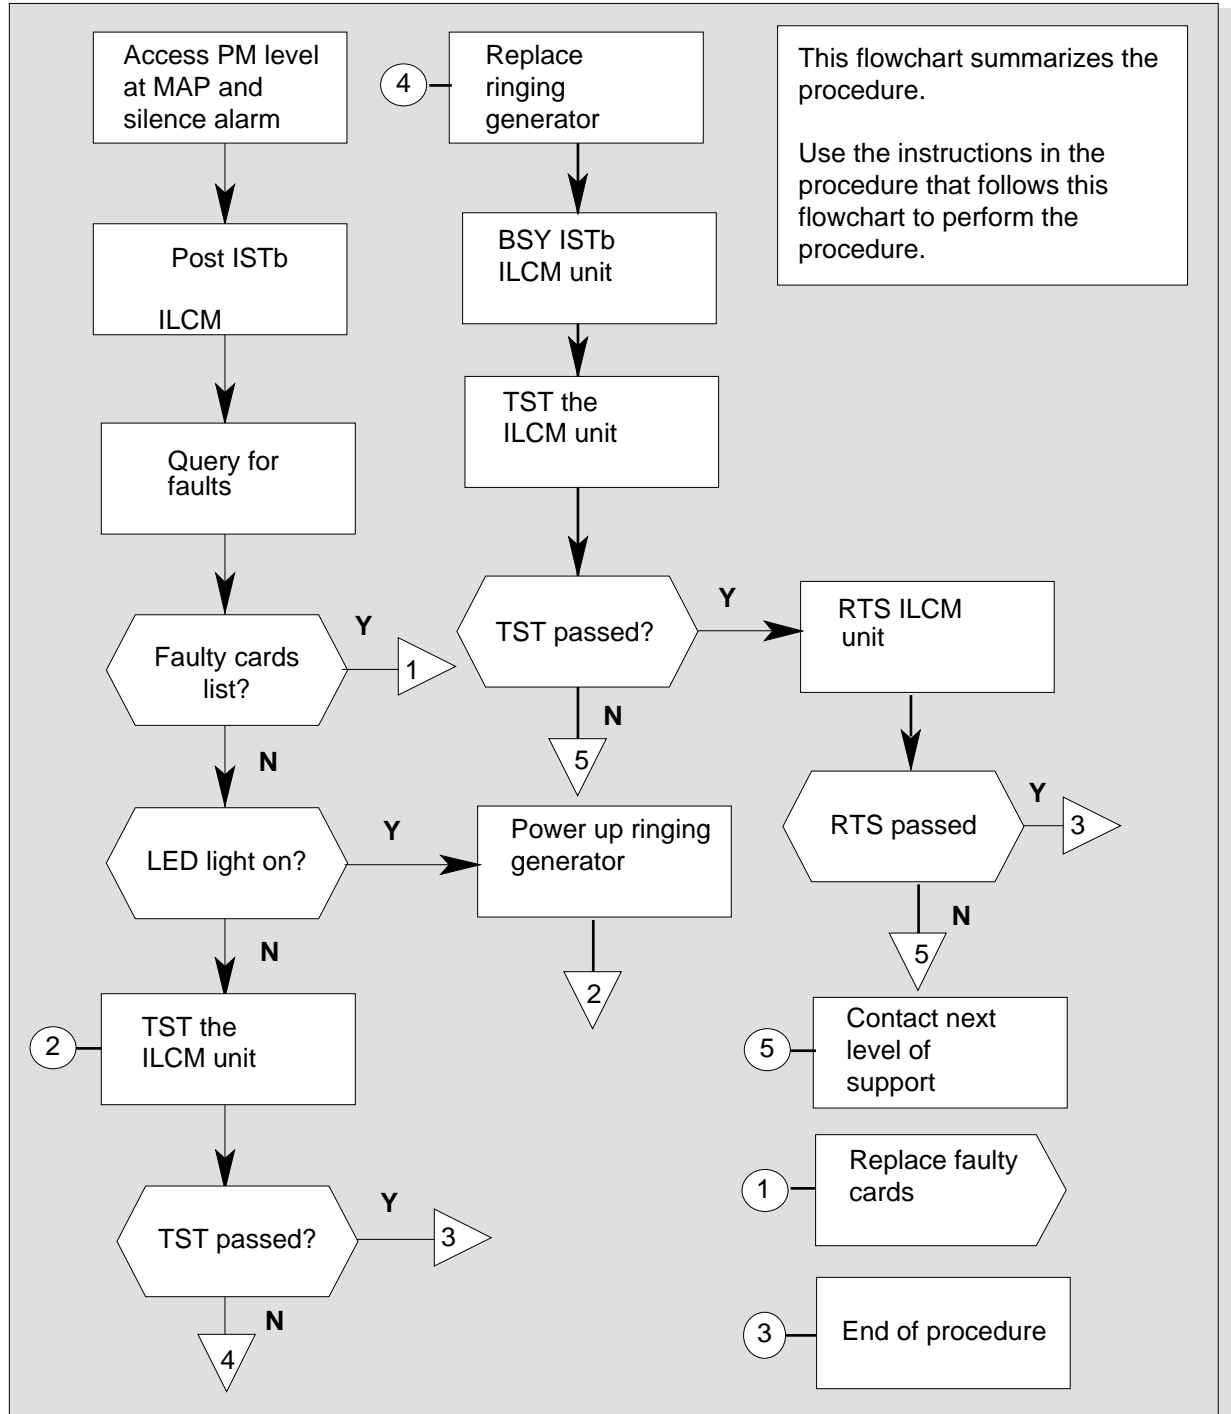 Access PM level
at MAP and
silence alarm
Post ISTb
ILCM
Query for
faults
Faulty cards
list?
Y
1
N
LED light on?
Y
Power up ringing
generator
2
N
2
TST the
ILCM unit
TST passed?
Y
3
N
4
4
Replace
ringing
generator
BSY ISTb
ILCM unit
TST the
ILCM unit
TST passed?
Y
N
5
RTS ILCM
unit
RTS passed
Y
3
N
5
5
Contact next
level of
support
1
Replace faulty
cards
3
End of procedure
This flowchart summarizes the
procedure.
Use the instructions in the
procedure that follows this
flowchart to perform the
procedure.